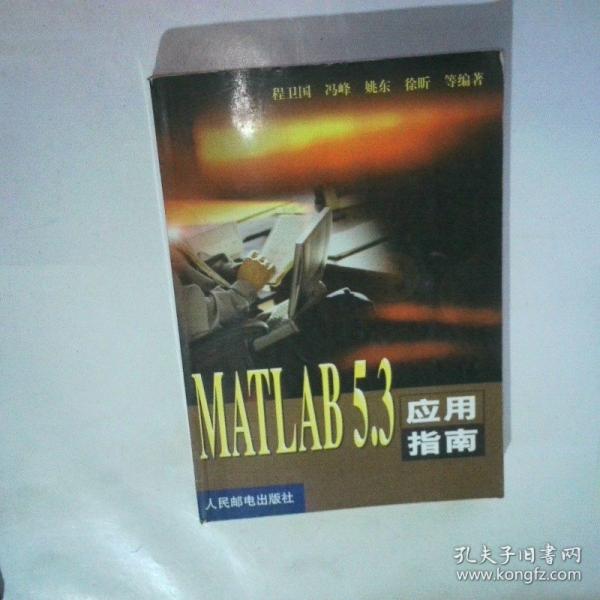 程卫国 冯峰 姚东 徐昕 等编著
MATLAB 5.3
应用
指南
人民邮电出版社
孔夫子旧书网
www.kongfz.com